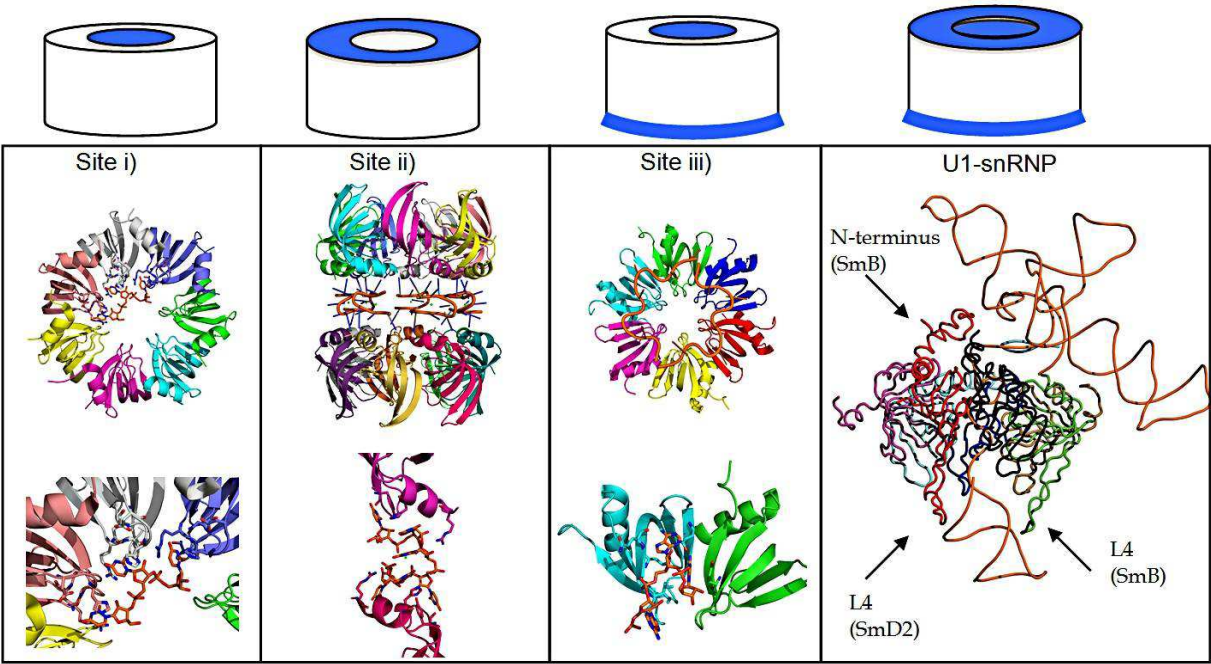 Site i)
Site ii)
Site iii)
U1-snRNP
N-terminus
(SmB)
L4
(SmB)
L4
(SmD2)